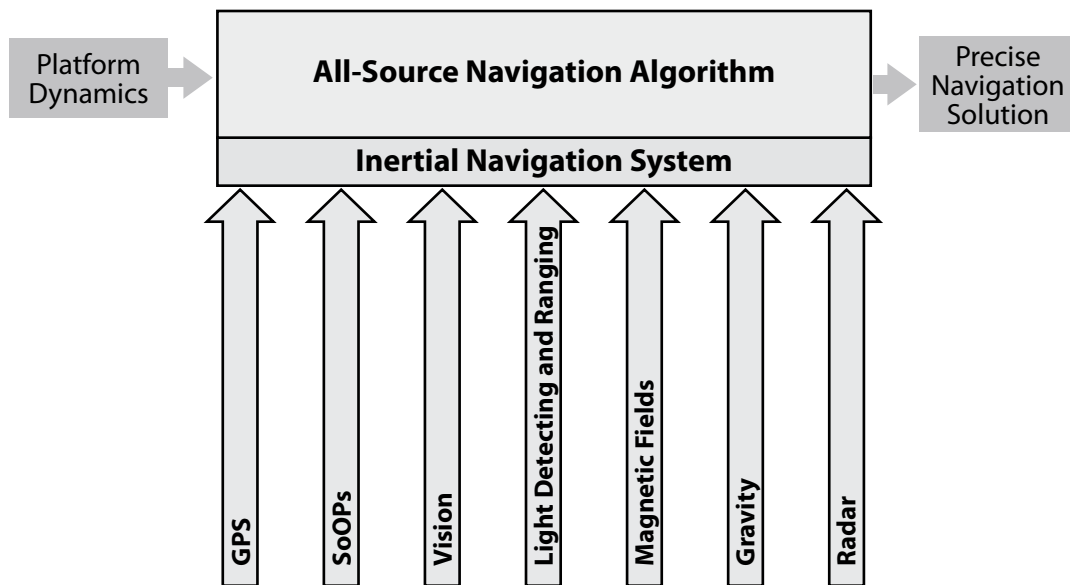 Platform
Dynamics
All-Source Navigation Algorithm
Precise
Navigation
Solution
Inertial Navigation System
GPS
SoOPs
Vision
Light Detecting and Ranging
Magnetic Fields
Gravity
Radar